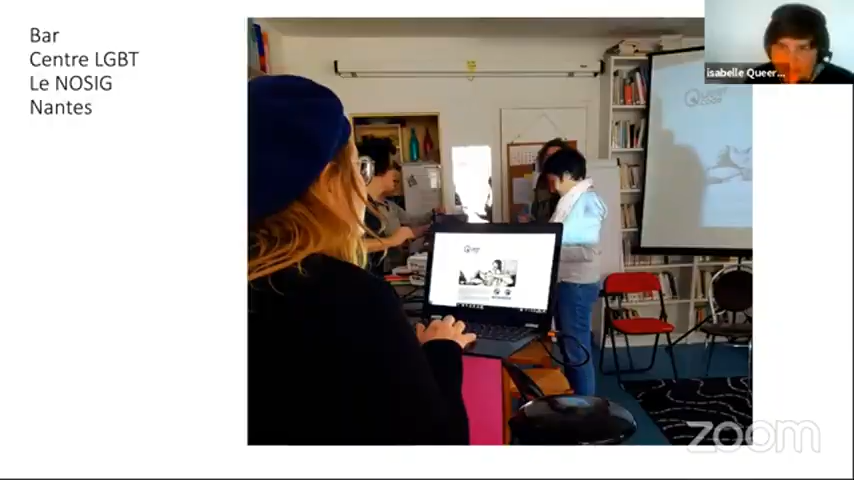 Bar
Centre LGBT
Le NOSIG
Nantes
isabelle Queer...
zoom